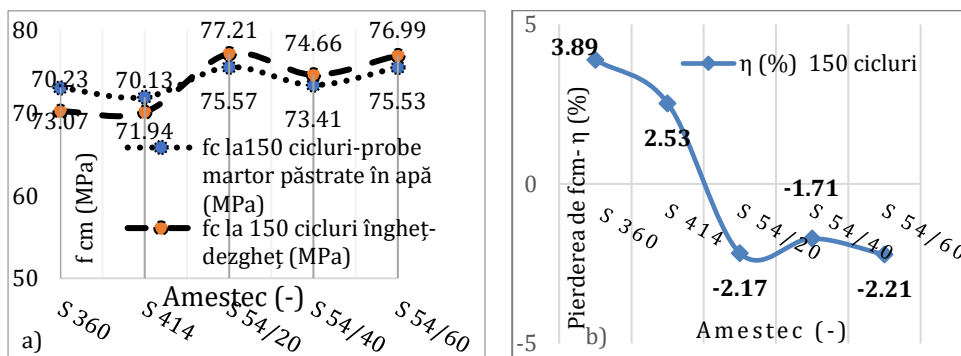 80
77.21
74.66
76.99
70.23
70.13
70
73.07
71.94
75.57
73.41
75.53
60
50
f cm (MPa)
fc la150 cicluri-probe
martor păstrate în apă
(MPa)
fc la 150 cicluri îngheț-
dezgheț (MPa)
Amestec (-)
S 360
S 414
S 54/20
S 54/40
S 54/60
a)
5
0
-5
Pierderea de fcm- η (%)
3.89
2.53
-2.17
-1.71
-2.21
η (%) 150 cicluri
S 360
S 414
S 54/20
S 54/40
S 54/60
Amestec (-)
b)